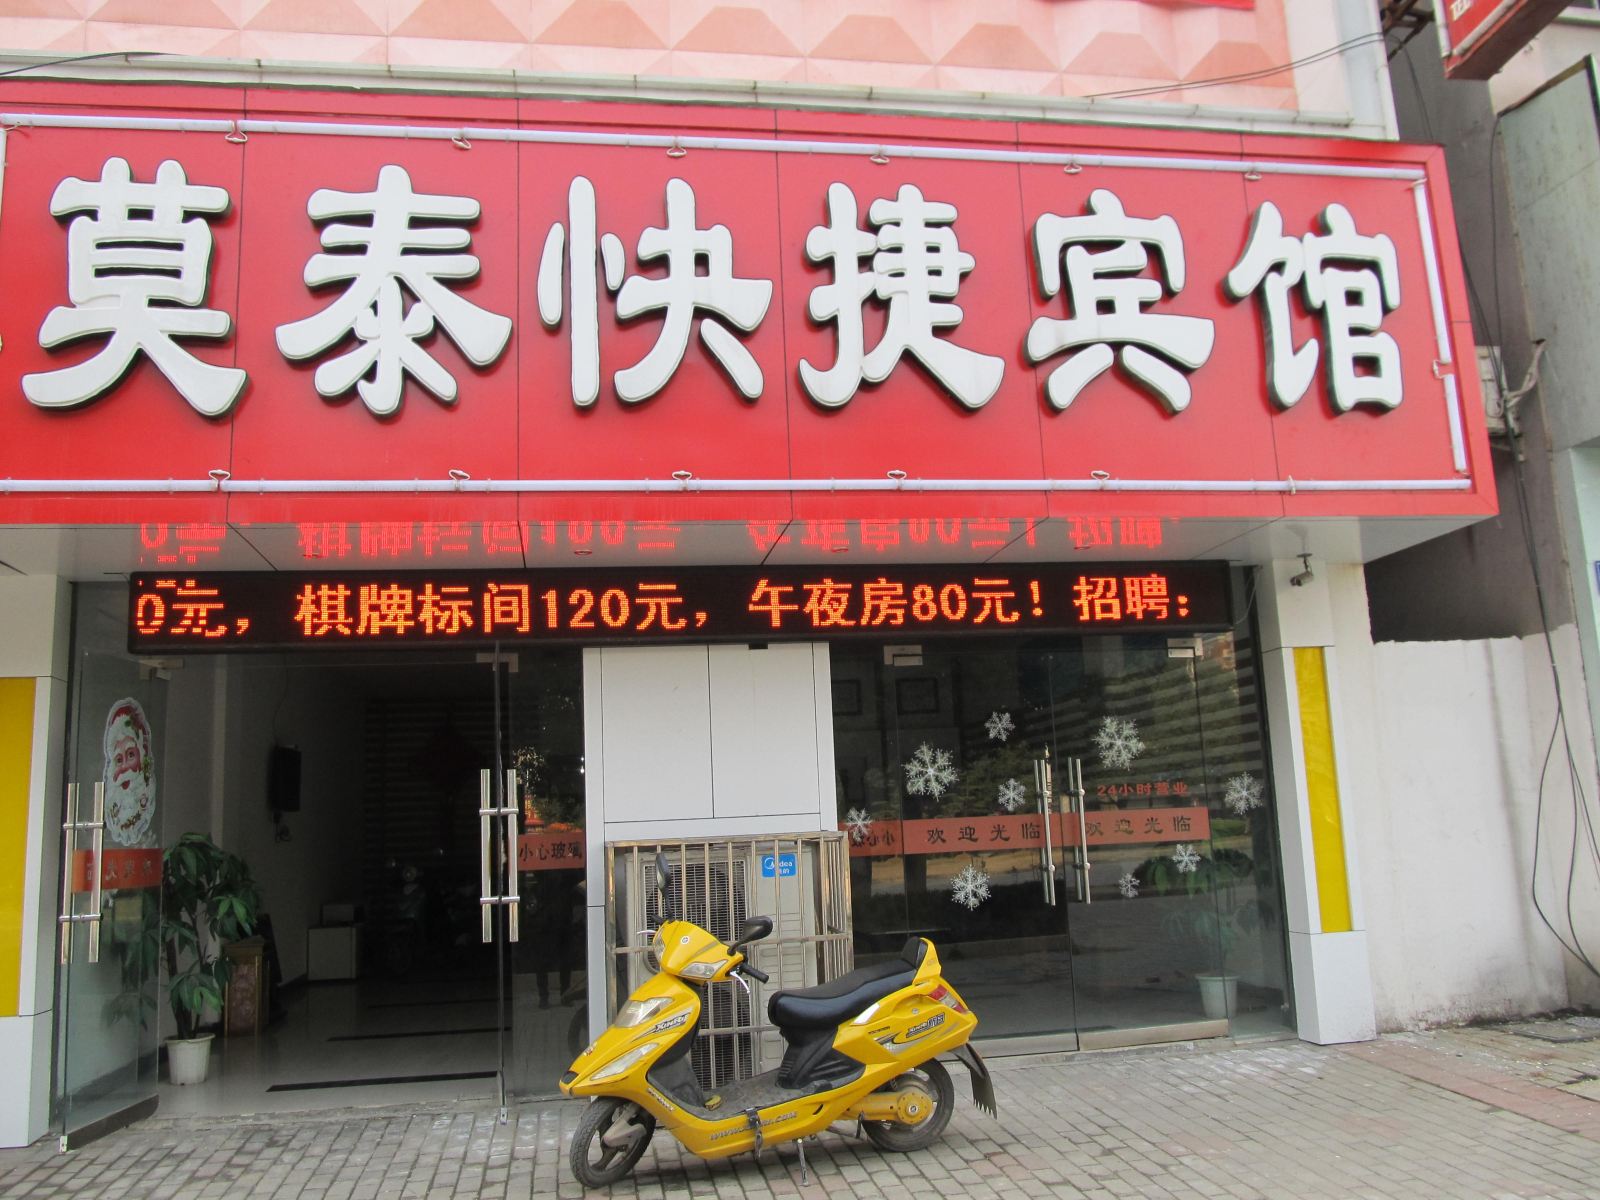 莫泰快捷宾馆
0元，棋牌标间120元，午夜房80元！招聘：
24小时营业
欢迎光临
欢迎光临
小心玻璃
Midea